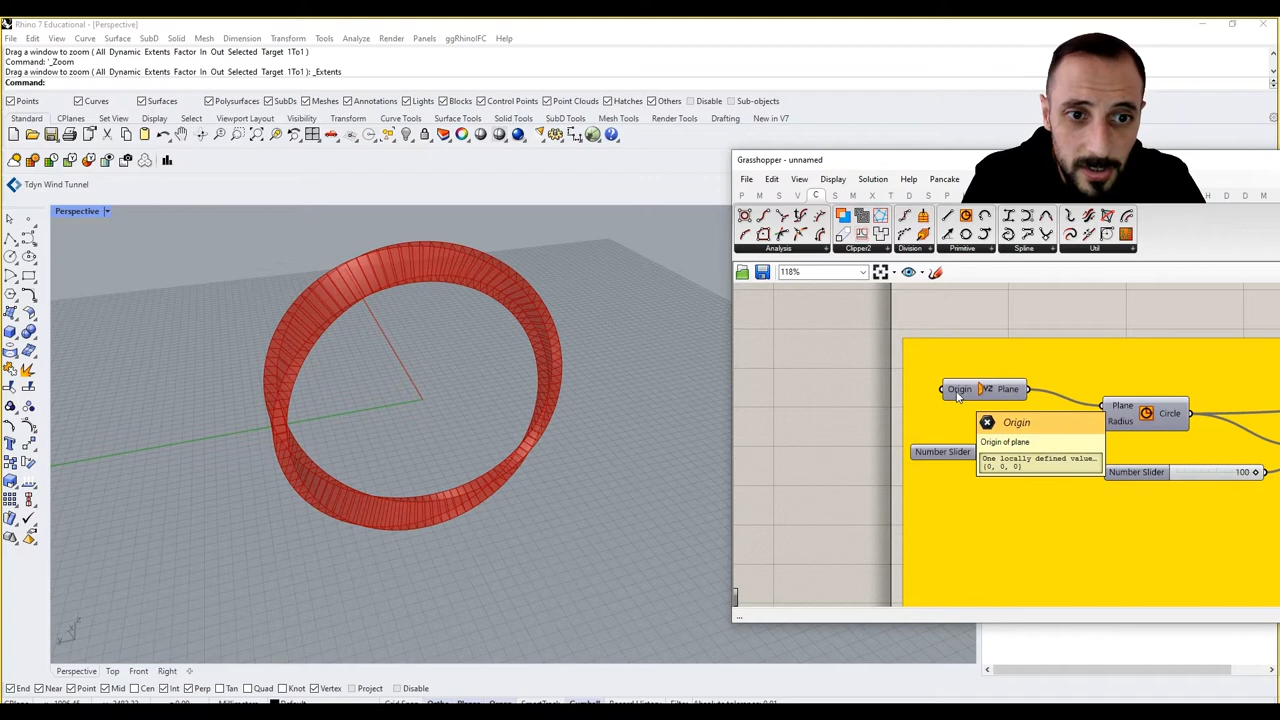 Rhino 7 Educational - [Perspective]
File Edit View Curve Surface SubD Solid Mesh Dimension Transform Tools Analyze Render Panels ggRhinoIFC Help
Drag a window to zoom ( All Dynamic Extents Factor In Out Selected Target 1To1 )
Command: '_Zoom
Drag a window to zoom ( All Dynamic Extents Factor In Out Selected Target 1To1 ): _Extents
Command:
Points Curves Surfaces Polysurfaces SubDs Meshes Annotations Lights Blocks Control Points Point Clouds Hatches Others Disable Sub-objects
Standard CPlanes Set View Display Select Viewport Layout Visibility Transform Curve Tools Surface Tools Solid Tools SubD Tools Mesh Tools Render Tools Drafting New in V7
Tdyn Wind Tunnel
Perspective
Grasshopper - unnamed
File Edit View Display Solution Help Pancake
P M S V C S M X T D S
H D
Analysis Clipper2 Division Primitive Spline Util
118%
Origin YZ Plane
Plane
Radius
Circle
Origin
Origin of plane
One locally defined value...
{0, 0, 0}
Number Slider
Number Slider 100
...
Perspective Top Front Right
End Near Point Mid Cen Int Perp Tan Quad Knot Vertex Project Disable